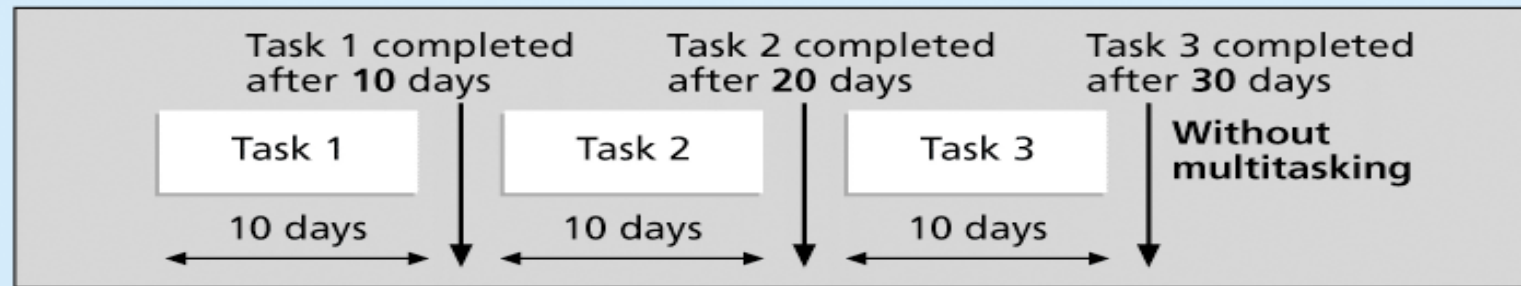 Task 1 completed
after 10 days
Task 2 completed
after 20 days
Task 3 completed
after 30 days
Task 1
Task 2
Task 3
Without
multitasking
10 days
10 days
10 days